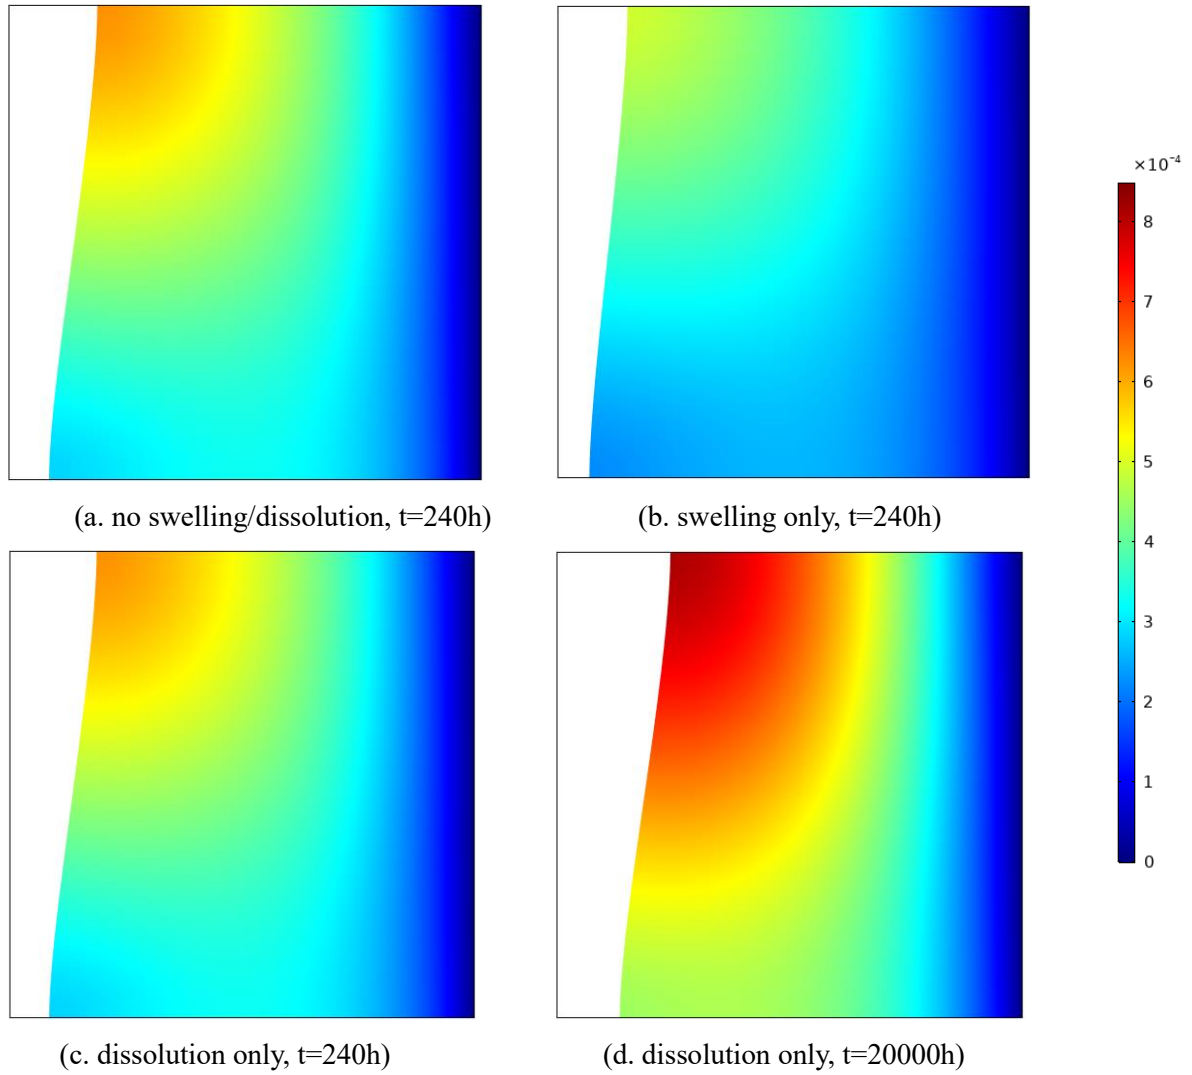 ×10⁻⁴
8
7
6
5
4
3
2
1
0
(a. no swelling/dissolution, t=240h)
(b. swelling only, t=240h)
(c. dissolution only, t=240h)
(d. dissolution only, t=20000h)